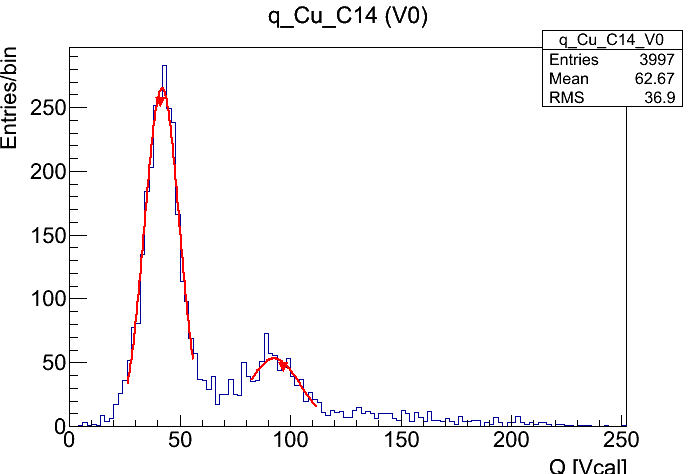 q_Cu_C14 (V0)
q_Cu_C14_V0
Entries 3997
Mean 62.67
RMS 36.9
Entries/bin
250
200
150
100
50
0
0 50 100 150 200 250
Q [Vcal]